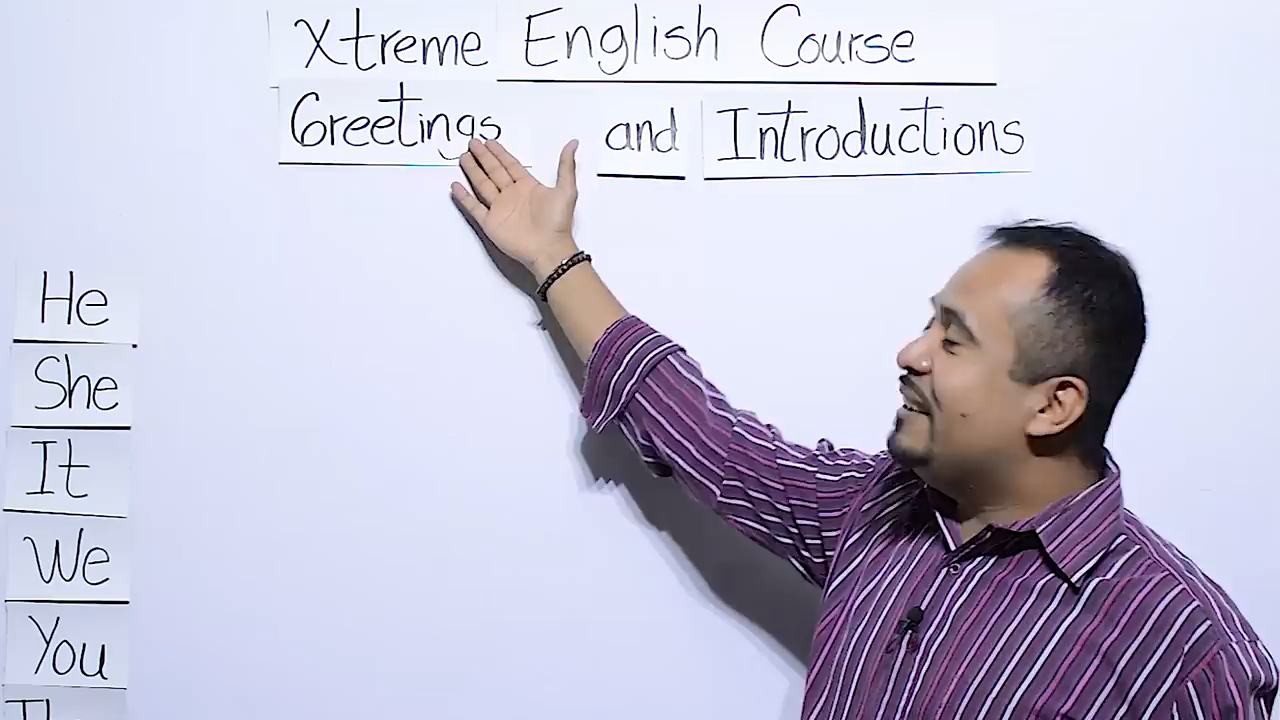 Xtreme English Course
Greetings and Introductions
He
She
It
We
You